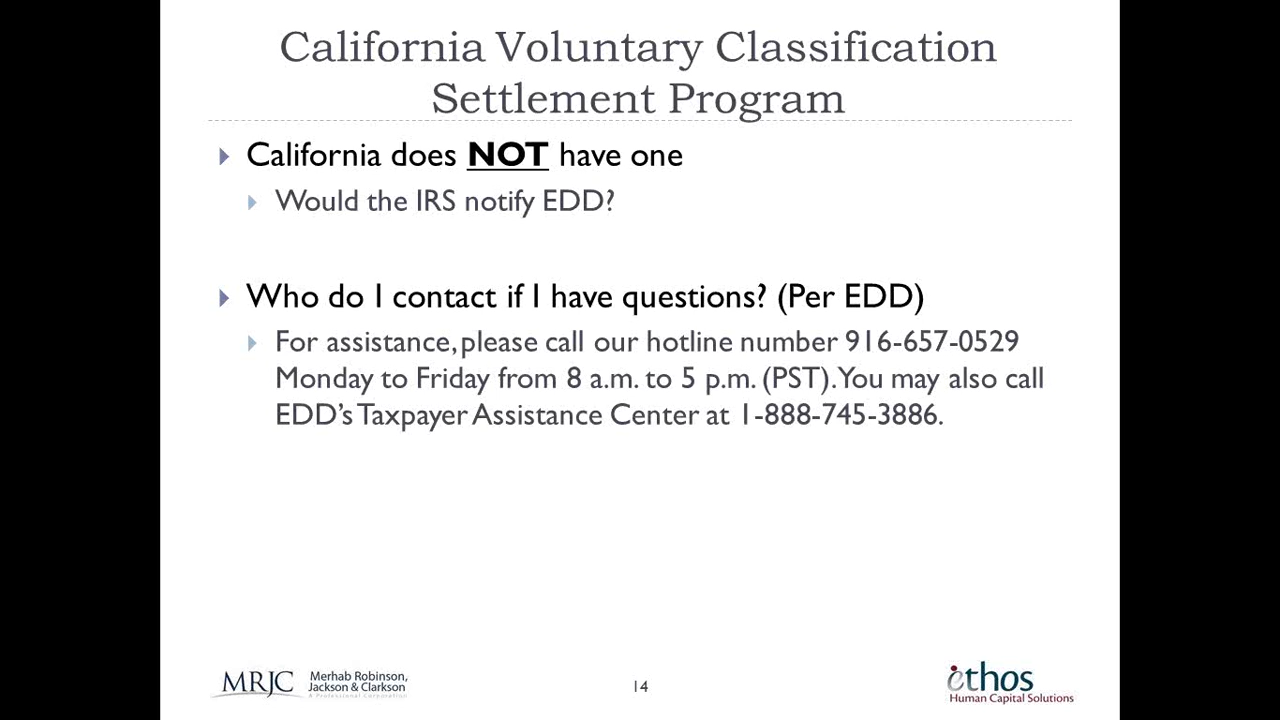 California Voluntary Classification
Settlement Program
California does NOT have one
Would the IRS notify EDD?
Who do I contact if I have questions? (Per EDD)
For assistance, please call our hotline number 916-657-0529
Monday to Friday from 8 a.m. to 5 p.m. (PST). You may also call
EDD's Taxpayer Assistance Center at 1-888-745-3886.
MRJC Merhab Robinson,
Jackson & Clarkson
A Professional Corporation
14
ethos
Human Capital Solutions